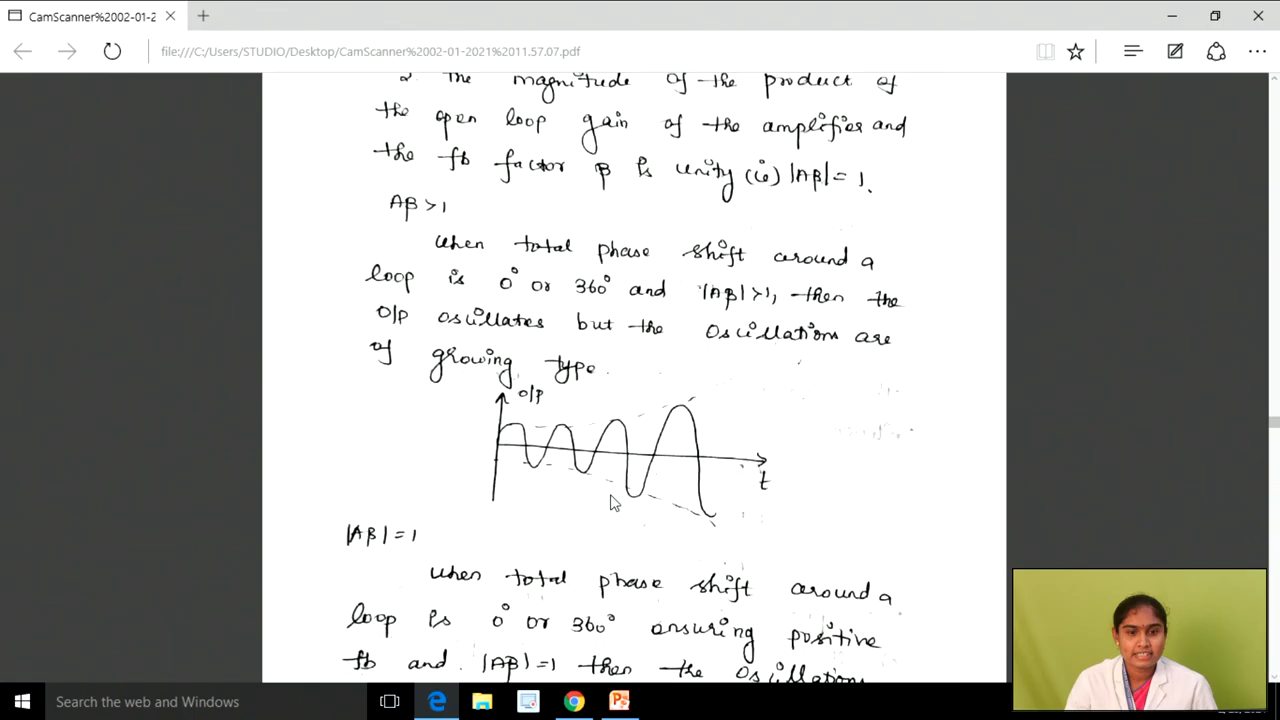 CamScanner%2002-01-2
file:///C:/Users/STUDIO/Desktop/CamScanner%2002-01-2021%2011.57.07.pdf
2. The magnitude of the product of
the open loop gain of the amplifier and
the fb factor β is unity (ie) |Aβ| = 1.
Aβ > 1
when total phase shift around a
loop is 0° or 360° and |Aβ| > 1, then the
o/p oscillates but the oscillations are
of growing type.
o/p
t
|Aβ| = 1
when total phase shift around a
loop is 0° or 360° ensuring positive
fb and |Aβ| = 1 then the oscillations
Search the web and Windows